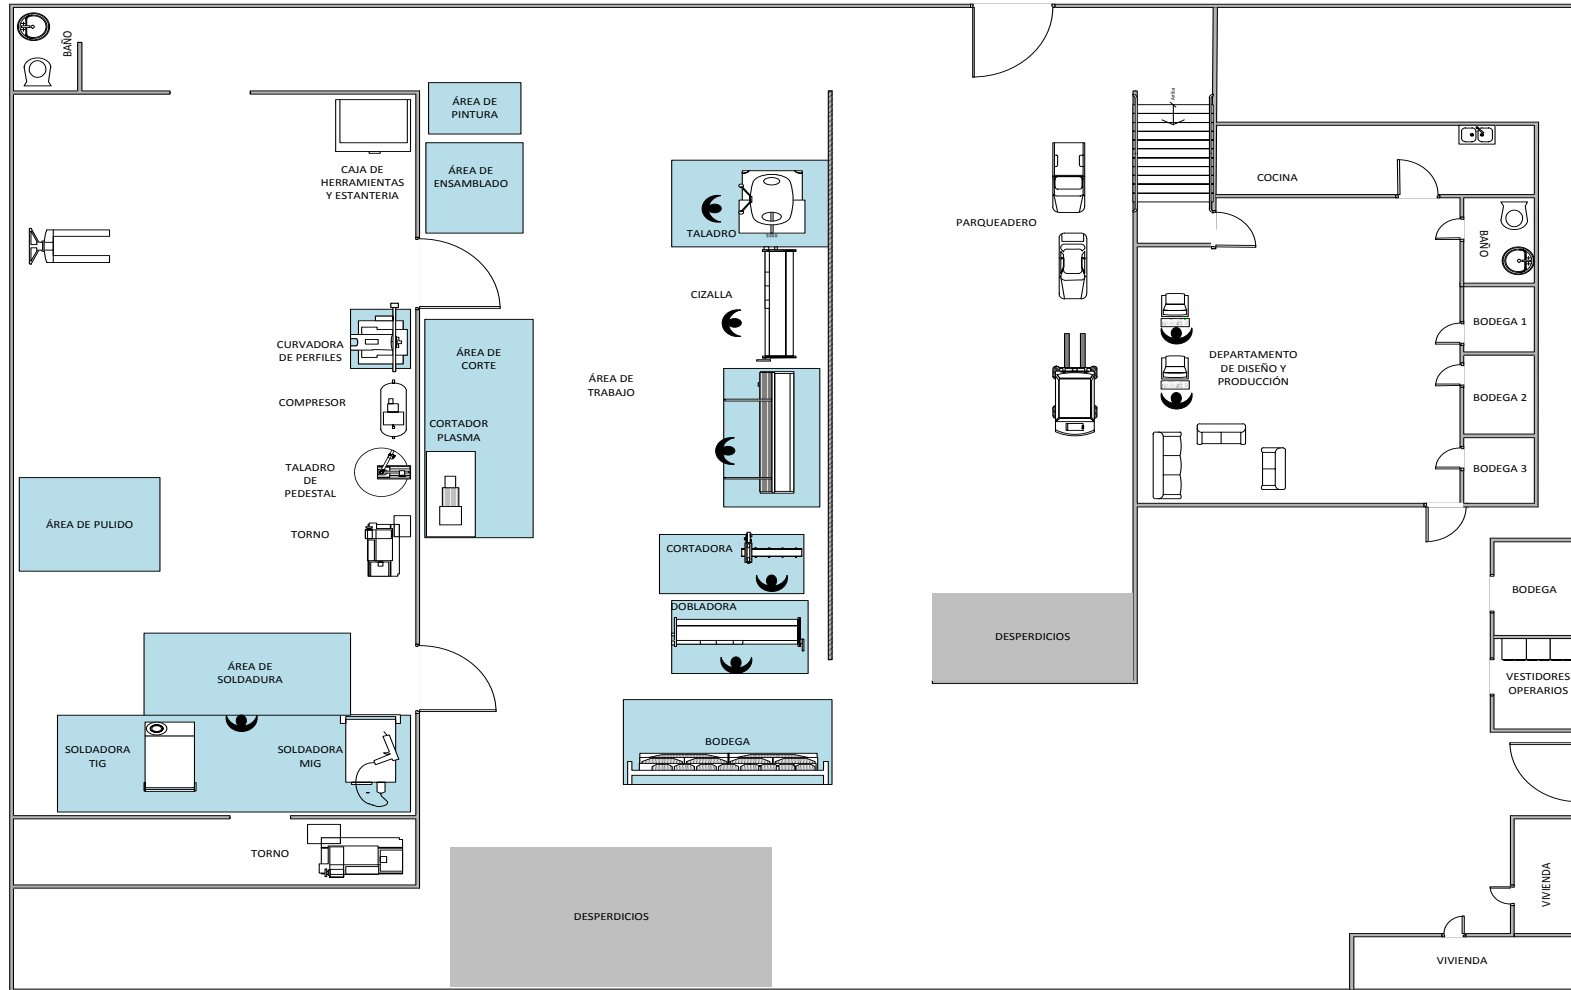 BAÑO
ÁREA DE
PINTURA
Arriba
CAJA DE
HERRAMIENTAS
Y ESTANTERIA
ÁREA DE
ENSAMBLADO
COCINA
TALADRO
PARQUEADERO
BAÑO
CIZALLA
BODEGA 1
CURVADORA
DE PERFILES
ÁREA DE
CORTE
DEPARTAMENTO
DE DISEÑO Y
PRODUCCIÓN
ÁREA DE
TRABAJO
COMPRESOR
BODEGA 2
CORTADOR
PLASMA
TALADRO
DE
PEDESTAL
BODEGA 3
ÁREA DE PULIDO
TORNO
CORTADORA
BODEGA
DOBLADORA
DESPERDICIOS
ÁREA DE
SOLDADURA
VESTIDORES
OPERARIOS
SOLDADORA
TIG
SOLDADORA
MIG
BODEGA
TORNO
VIVIENDA
DESPERDICIOS
VIVIENDA